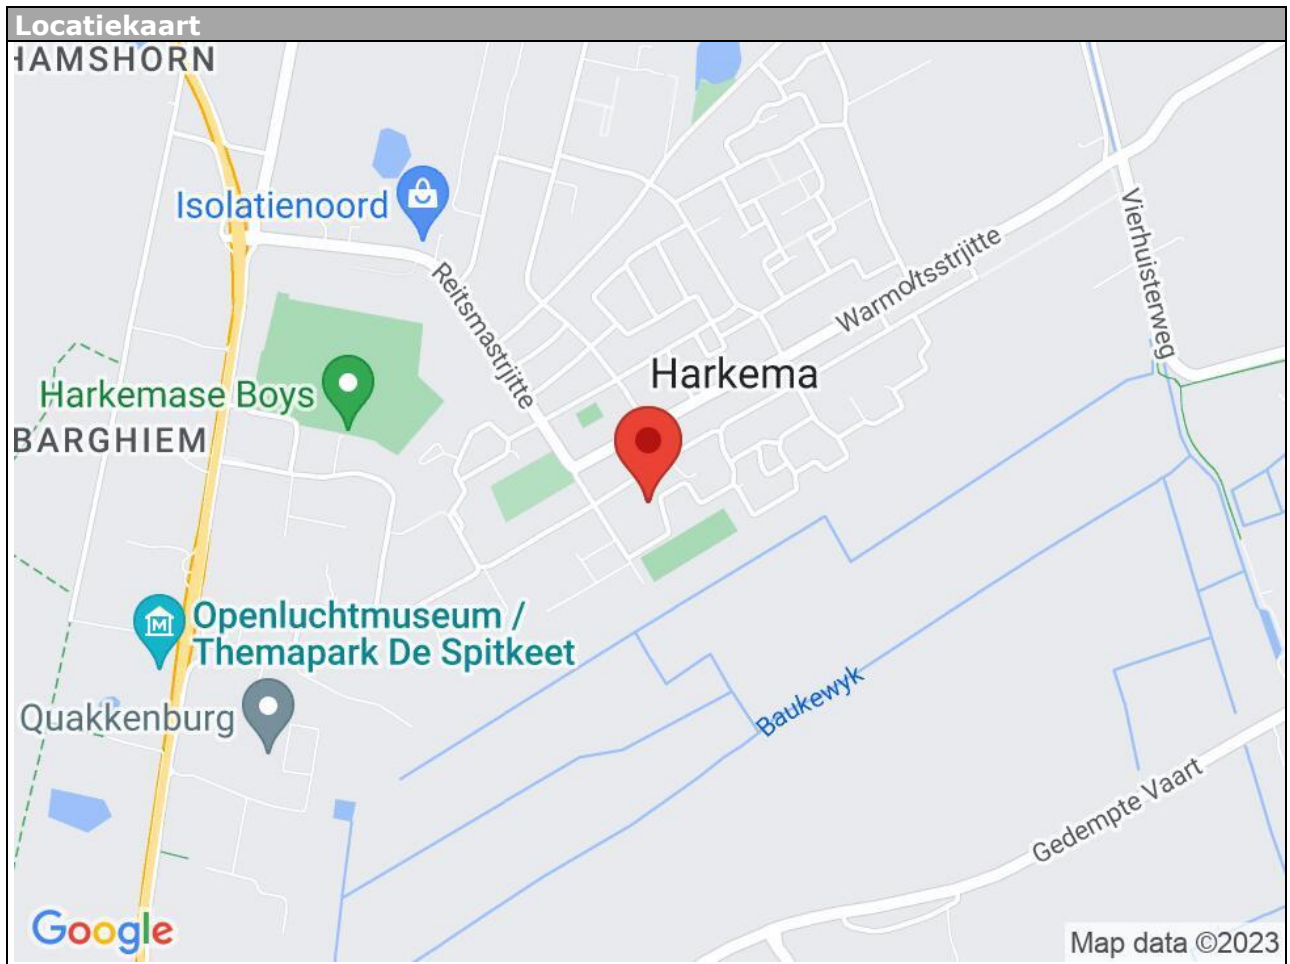 Locatiekaart
HAMSHORN
Isolatienoord
Reitsmastrjitte
Warmoltsstrjitte
Vierhuisterweg
Harkema
Harkemase Boys
BARGHIEM
Openluchtmuseum /
Themapark De Spitkeet
Quakkenburg
Baukewyk
Gedempte Vaart
Google
Map data ©2023